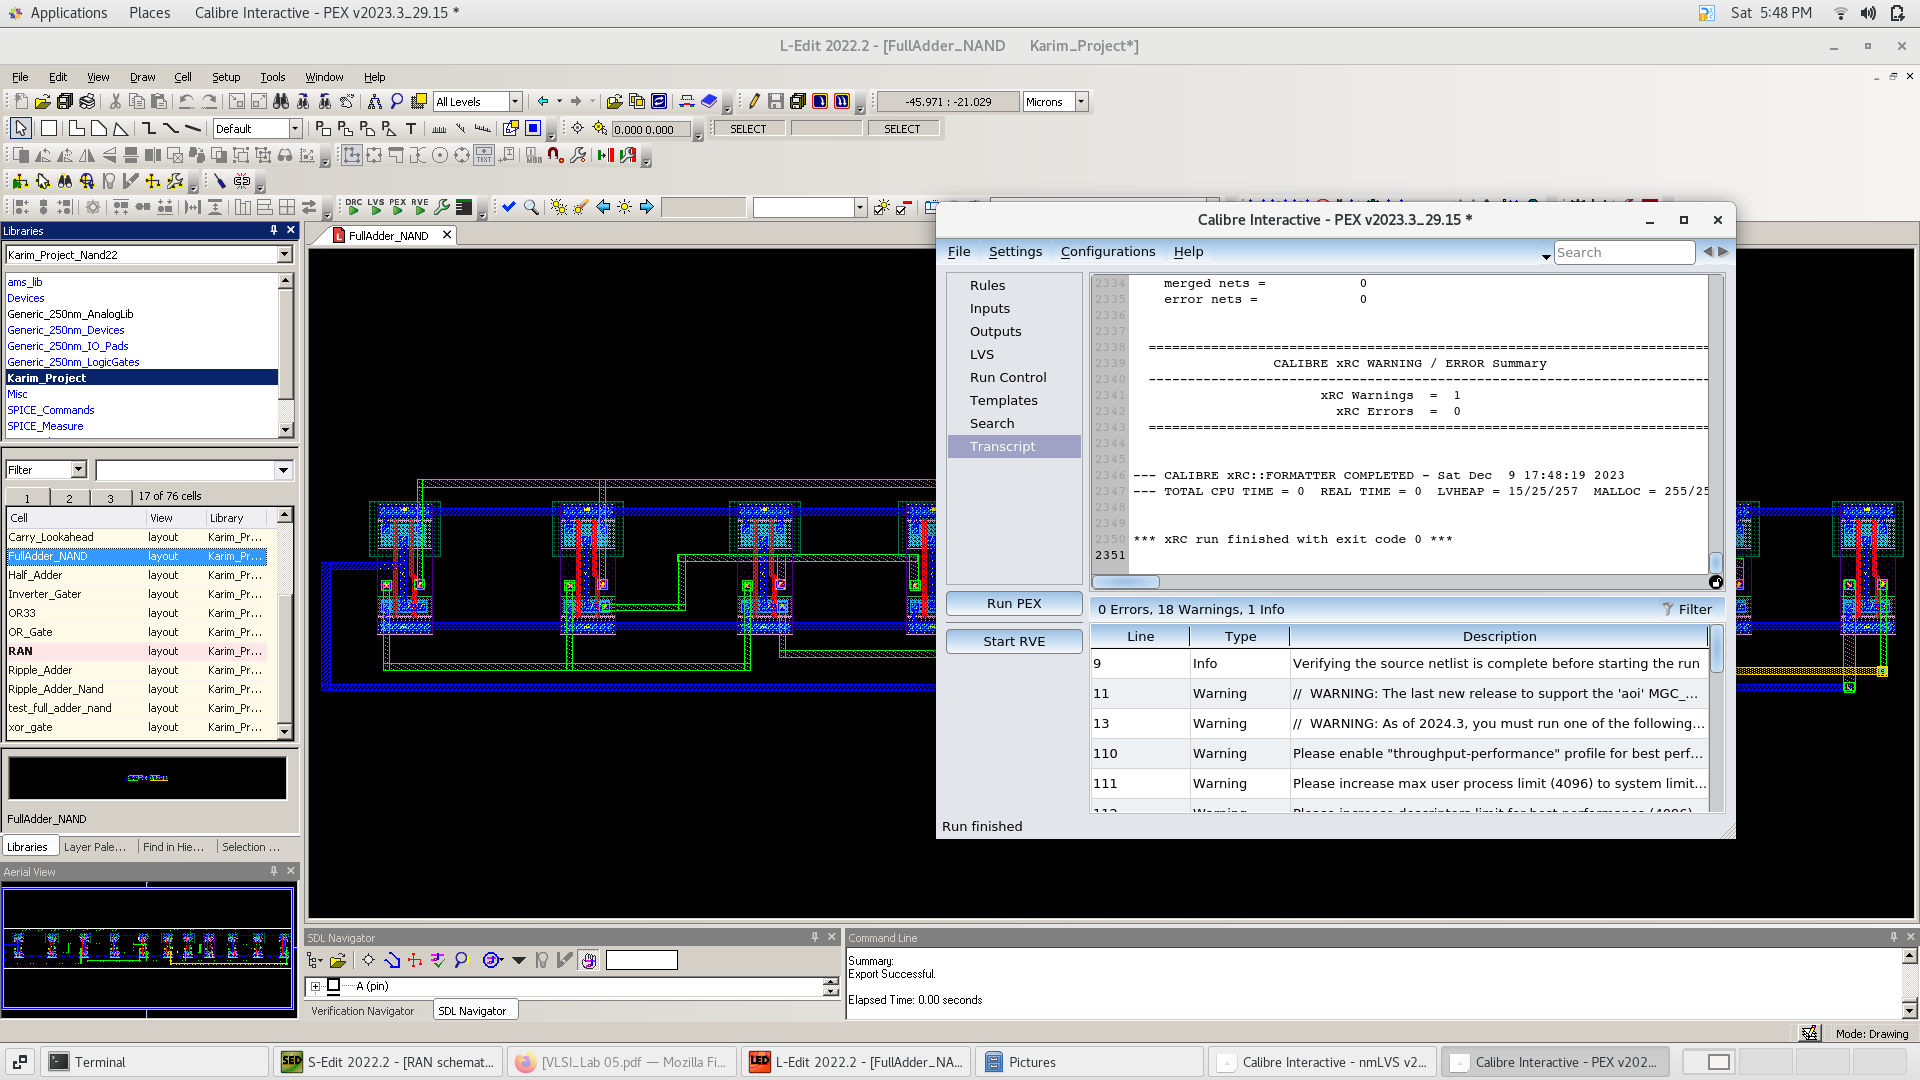 Applications Places Calibre Interactive - PEX v2023.3_29.15 * Sat 5:48 PM
L-Edit 2022.2 - [FullAdder_NAND Karim_Project*]
File Edit View Draw Cell Setup Tools Window Help
All Levels -45.971 : -21.029 Microns
Default T 0.000 0.000 SELECT SELECT
TEXT
DRC LVS PEX RVE
Libraries
Karim_Project_Nand22
ams_lib
Devices
Generic_250nm_AnalogLib
Generic_250nm_Devices
Generic_250nm_IO_Pads
Generic_250nm_LogicGates
Karim_Project
Misc
SPICE_Commands
SPICE_Measure
Filter
1 2 3 17 of 76 cells
Cell View Library
Carry_Lookahead layout Karim_Pr...
FullAdder_NAND layout Karim_Pr...
Half_Adder layout Karim_Pr...
Inverter_Gater layout Karim_Pr...
OR33 layout Karim_Pr...
OR_Gate layout Karim_Pr...
RAN layout Karim_Pr...
Ripple_Adder layout Karim_Pr...
Ripple_Adder_Nand layout Karim_Pr...
test_full_adder_nand layout Karim_Pr...
xor_gate layout Karim_Pr...
FullAdder_NAND
Libraries Layer Pale... Find in Hie... Selection ...
Aerial View
FullAdder_NAND
Calibre Interactive - PEX v2023.3_29.15 *
File Settings Configurations Help Search
Rules
Inputs
Outputs
LVS
Run Control
Templates
Search
Transcript
Run PEX
Start RVE
2334 merged nets = 0
2335 error nets = 0
2336
2337
2338 ========================================================================
2339 CALIBRE xRC WARNING / ERROR Summary
2340 ------------------------------------------------------------------------
2341 xRC Warnings = 1
2342 xRC Errors = 0
2343 ========================================================================
2344
2345
2346 --- CALIBRE xRC::FORMATTER COMPLETED - Sat Dec 9 17:48:19 2023
2347 --- TOTAL CPU TIME = 0 REAL TIME = 0 LVHEAP = 15/25/257 MALLOC = 255/25
2348
2349
2350 *** xRC run finished with exit code 0 ***
2351
0 Errors, 18 Warnings, 1 Info Filter
Line Type Description
9 Info Verifying the source netlist is complete before starting the run
11 Warning // WARNING: The last new release to support the 'aoi' MGC_...
13 Warning // WARNING: As of 2024.3, you must run one of the following...
110 Warning Please enable "throughput-performance" profile for best perf...
111 Warning Please increase max user process limit (4096) to system limit...
112 Warning Please increase descriptors limit for best performance (4096)
Run finished
SDL Navigator
A (pin)
Verification Navigator SDL Navigator
Command Line
Summary:
Export Successful.
Elapsed Time: 0.00 seconds
Mode: Drawing
Terminal S-Edit 2022.2 - [RAN schemat... [VLSI_Lab 05.pdf — Mozilla Fi... L-Edit 2022.2 - [FullAdder_NA... Pictures Calibre Interactive - nmLVS v2... Calibre Interactive - PEX v202...